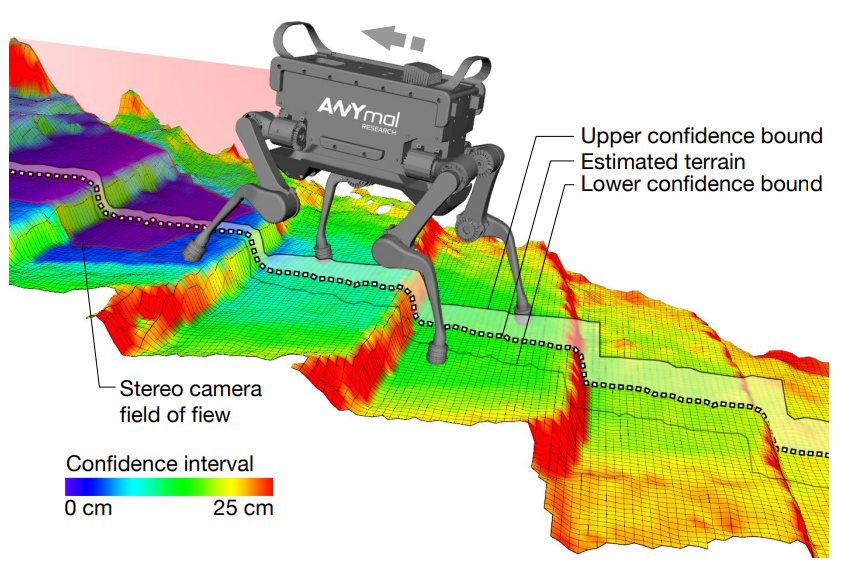 ANYmal
RESEARCH
Upper confidence bound
Estimated terrain
Lower confidence bound
Stereo camera
field of fiew
Confidence interval
0 cm 25 cm